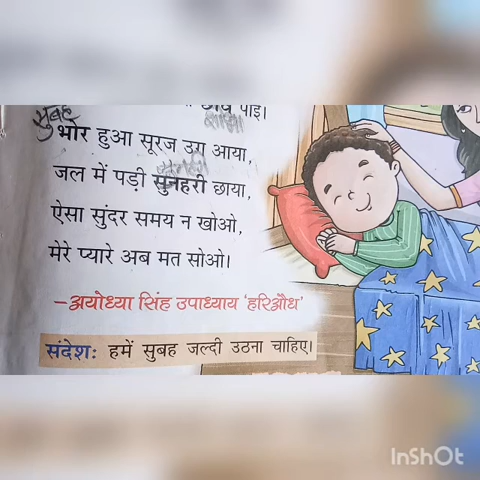 पाई।
सुबह
भोर हुआ सूरज उग आया,
जल में पड़ी सुनहरी छाया,
ऐसा सुंदर समय न खोओ,
मेरे प्यारे अब मत सोओ।
–अयोध्या सिंह उपाध्याय 'हरिऔध'
संदेश: हमें सुबह जल्दी उठना चाहिए।
InShOt